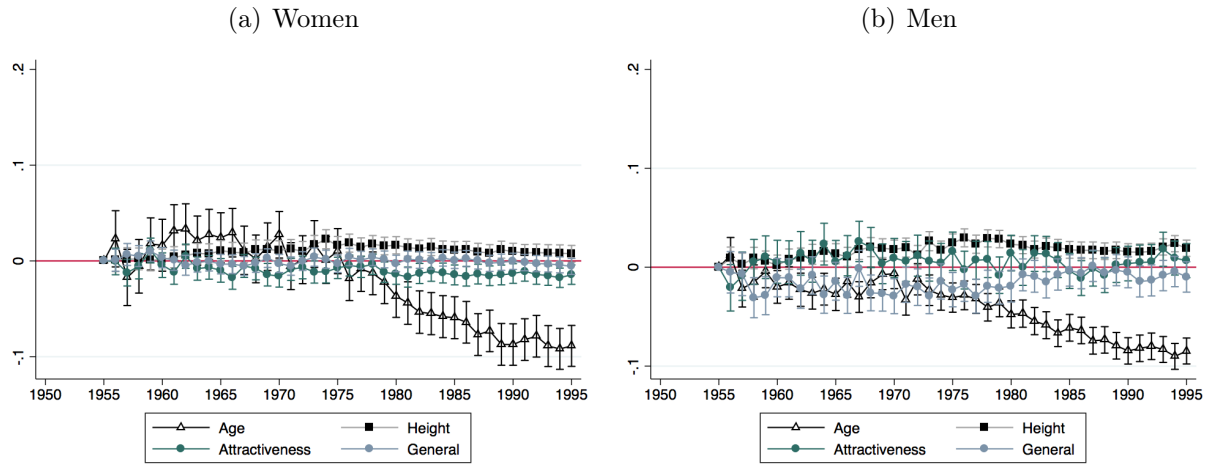 (a) Women
.2
.1
0
-.1
1950 1955 1960 1965 1970 1975 1980 1985 1990 1995
Age Height
Attractiveness General
(b) Men
.2
.1
0
-.1
1950 1955 1960 1965 1970 1975 1980 1985 1990 1995
Age Height
Attractiveness General